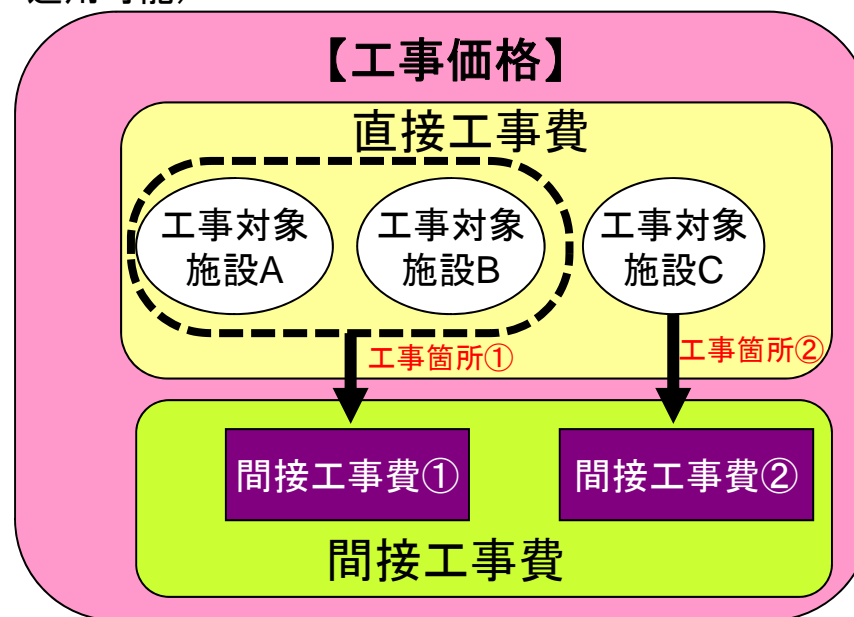 【工事価格】
直接工事費
工事対象
施設A
工事対象
施設B
工事対象
施設C
工事箇所①
工事箇所②
間接工事費①
間接工事費②
間接工事費